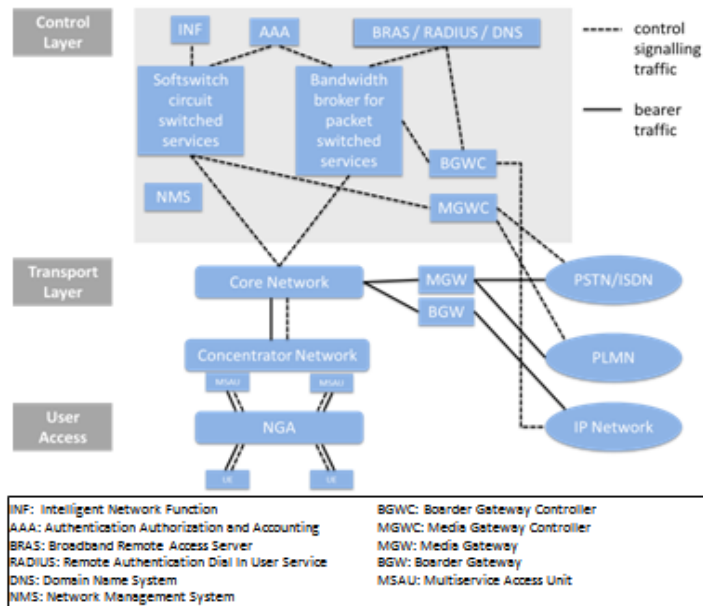 Control
Layer
INF
AAA
BRAS / RADIUS / DNS
control
signalling
traffic
bearer
traffic
Softswitch
circuit
switched
services
Bandwidth
broker for
packet
switched
services
BGWC
NMS
MGWC
Transport
Layer
Core Network
MGW
BGW
PSTN/ISDN
Concentrator Network
MSAU
MSAU
PLMN
User
Access
NGA
IP Network
UE
UE
INF: Intelligent Network Function
AAA: Authentication Authorization and Accounting
BRAS: Broadband Remote Access Server
RADIUS: Remote Authentication Dial In User Service
DNS: Domain Name System
NMS: Network Management System
BGWC: Boarder Gateway Controller
MGWC: Media Gateway Controller
MGW: Media Gateway
BGW: Boarder Gateway
MSAU: Multiservice Access Unit